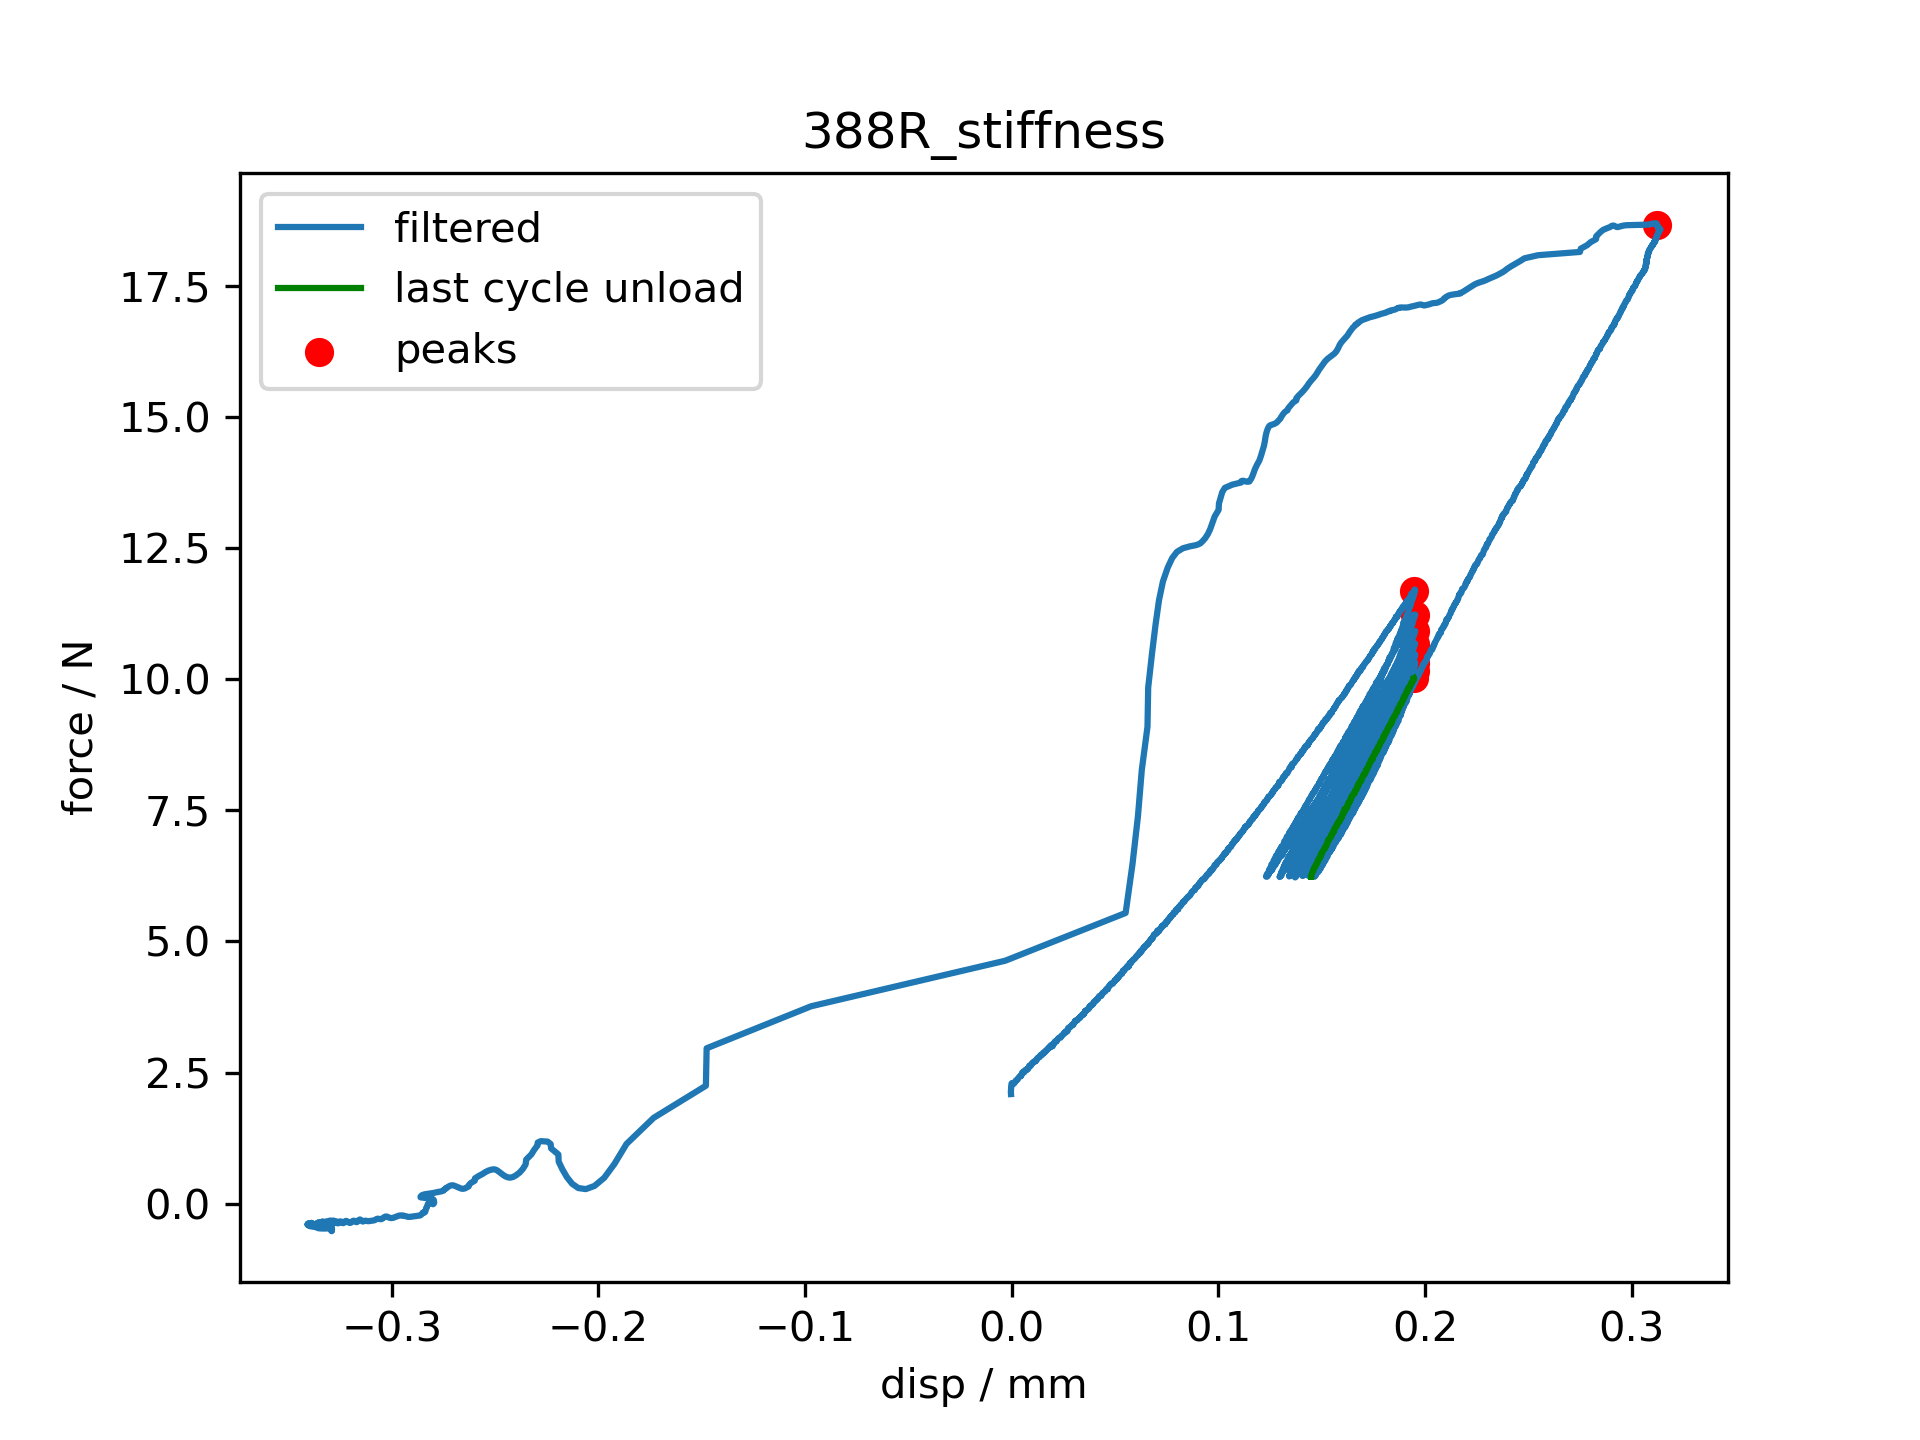 388R_stiffness
filtered
last cycle unload
peaks
17.5
15.0
12.5
10.0
7.5
5.0
2.5
0.0
force / N
−0.3
−0.2
−0.1
0.0
0.1
0.2
0.3
disp / mm